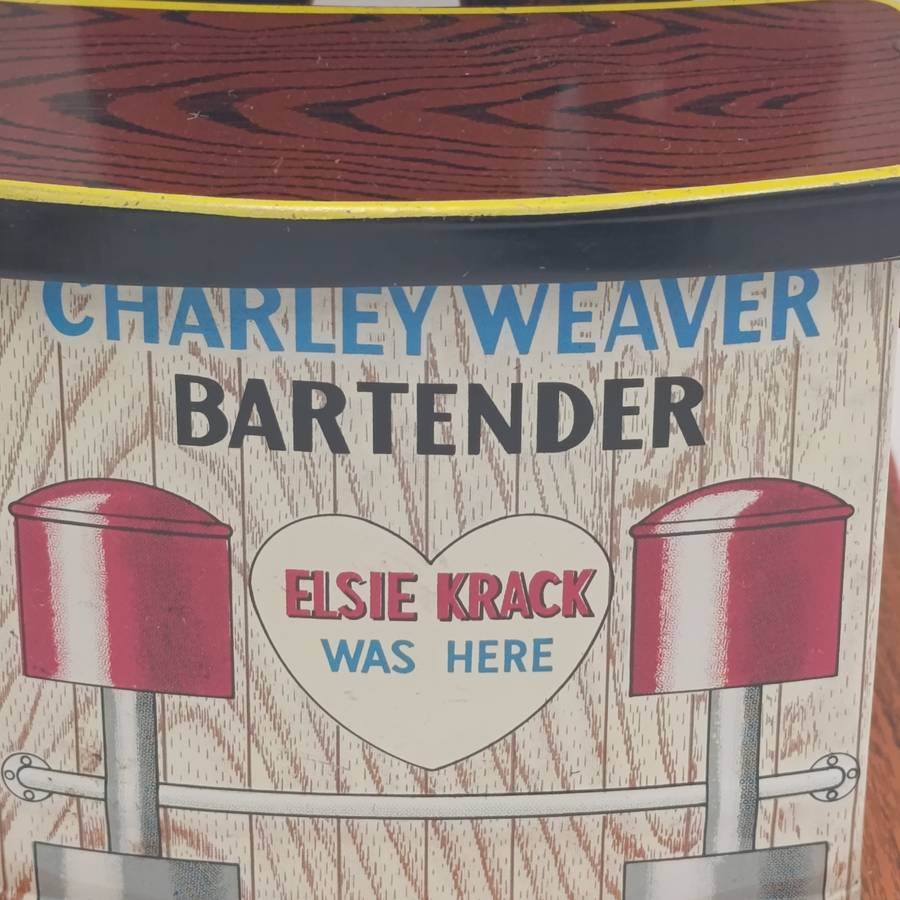 CHARLEY WEAVER
BARTENDER
ELSIE KRACK
WAS HERE